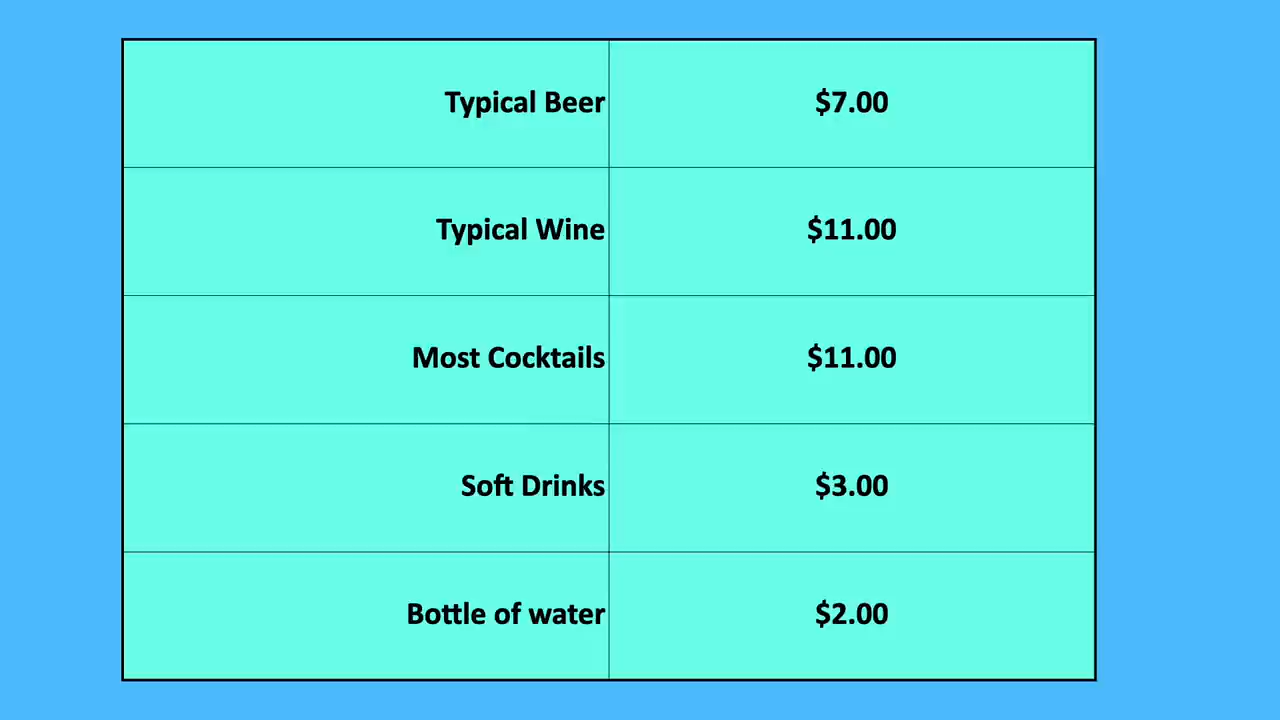 Typical Beer $7.00
Typical Wine $11.00
Most Cocktails $11.00
Soft Drinks $3.00
Bottle of water $2.00